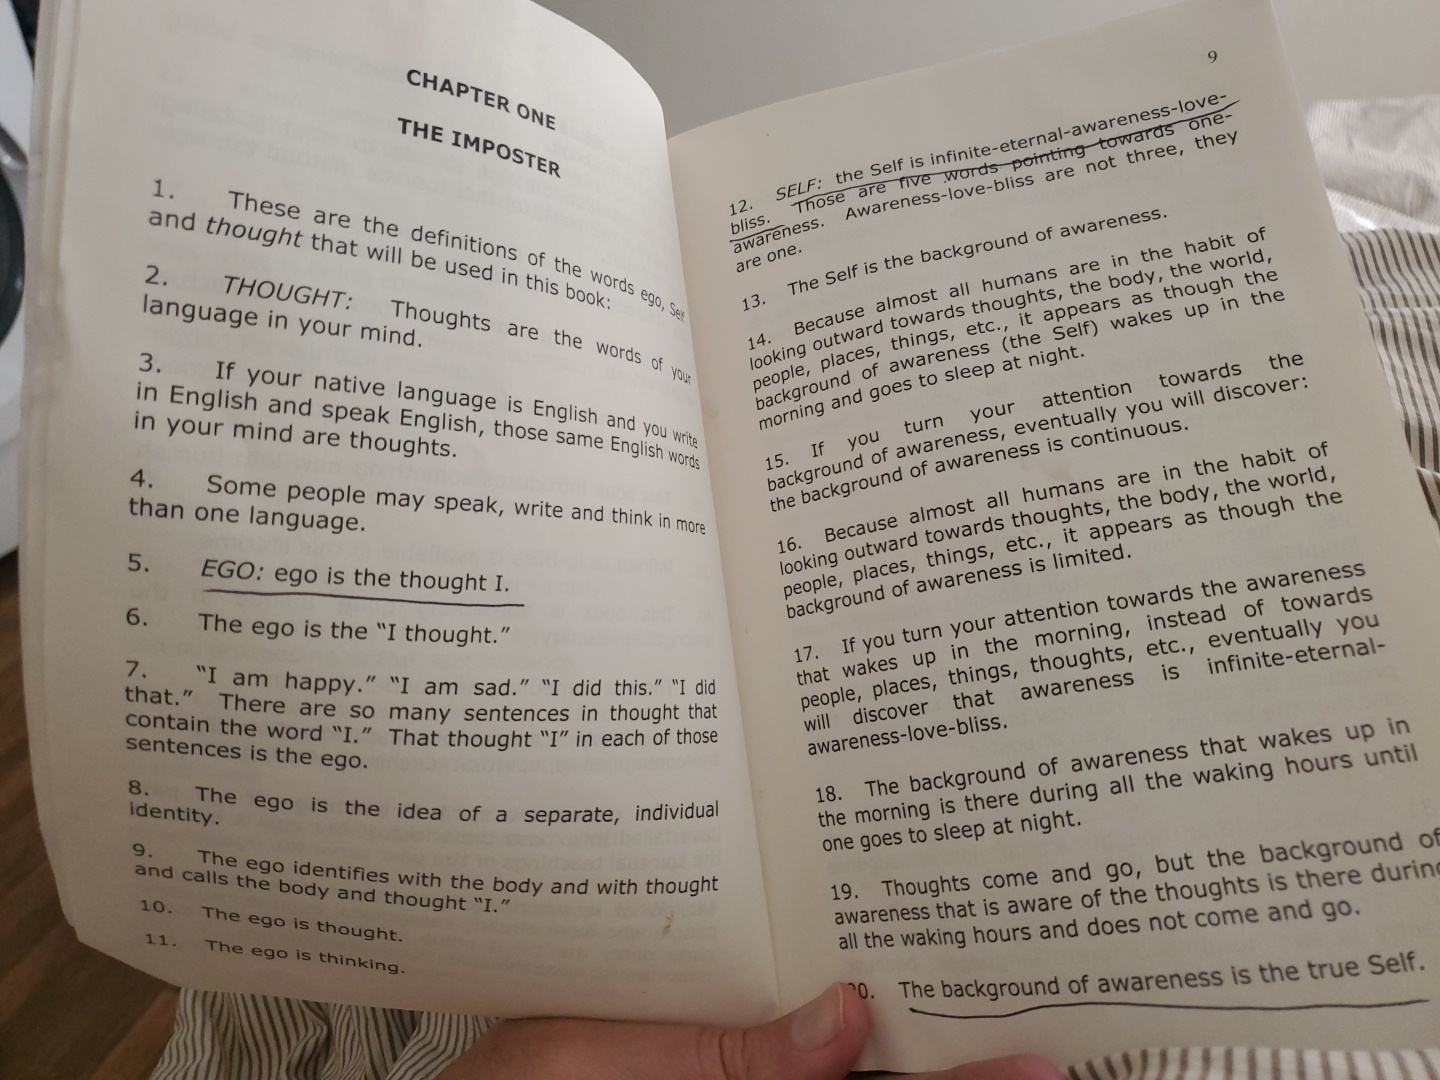 CHAPTER ONE
THE IMPOSTER
1. These are the definitions of the words ego, Self
and thought that will be used in this book:
2. THOUGHT: Thoughts are the words of your
language in your mind.
3. If your native language is English and you write
in English and speak English, those same English words
in your mind are thoughts.
4. Some people may speak, write and think in more
than one language.
5. EGO: ego is the thought I.
6. The ego is the “I thought.”
7. “I am happy.” “I am sad.” “I did this.” “I did
that.” There are so many sentences in thought that
contain the word “I.” That thought “I” in each of those
sentences is the ego.
8. The ego is the idea of a separate, individual
identity.
9. The ego identifies with the body and with thought
and calls the body and thought “I.”
10. The ego is thought.
11. The ego is thinking.
9
12. SELF: the Self is infinite-eternal-awareness-love-
bliss. Those are five words pointing towards one-
awareness. Awareness-love-bliss are not three, they
are one.
13. The Self is the background of awareness.
14. Because almost all humans are in the habit of
looking outward towards thoughts, the body, the world,
people, places, things, etc., it appears as though the
background of awareness (the Self) wakes up in the
morning and goes to sleep at night.
15. If you turn your attention towards the
background of awareness, eventually you will discover:
the background of awareness is continuous.
16. Because almost all humans are in the habit of
looking outward towards thoughts, the body, the world,
people, places, things, etc., it appears as though the
background of awareness is limited.
17. If you turn your attention towards the awareness
that wakes up in the morning, instead of towards
people, places, things, thoughts, etc., eventually you
will discover that awareness is infinite-eternal-
awareness-love-bliss.
18. The background of awareness that wakes up in
the morning is there during all the waking hours until
one goes to sleep at night.
19. Thoughts come and go, but the background of
awareness that is aware of the thoughts is there during
all the waking hours and does not come and go.
20. The background of awareness is the true Self.